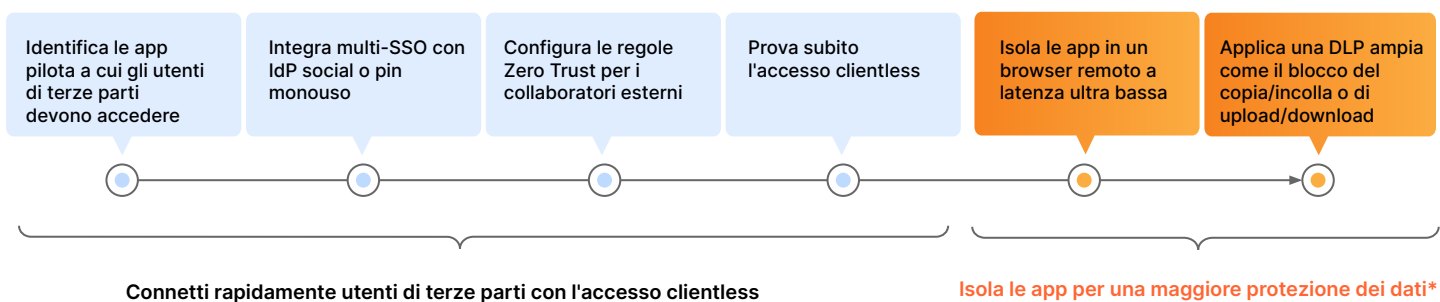 Identifica le app
pilota a cui gli utenti
di terze parti
devono accedere
Integra multi-SSO con
IdP social o pin
monouso
Configura le regole
Zero Trust per i
collaboratori esterni
Prova subito
l'accesso clientless
Isola le app in un
browser remoto a
latenza ultra bassa
Applica una DLP ampia
come il blocco del
copia/incolla o di
upload/download
Connetti rapidamente utenti di terze parti con l'accesso clientless
Isola le app per una maggiore protezione dei dati*